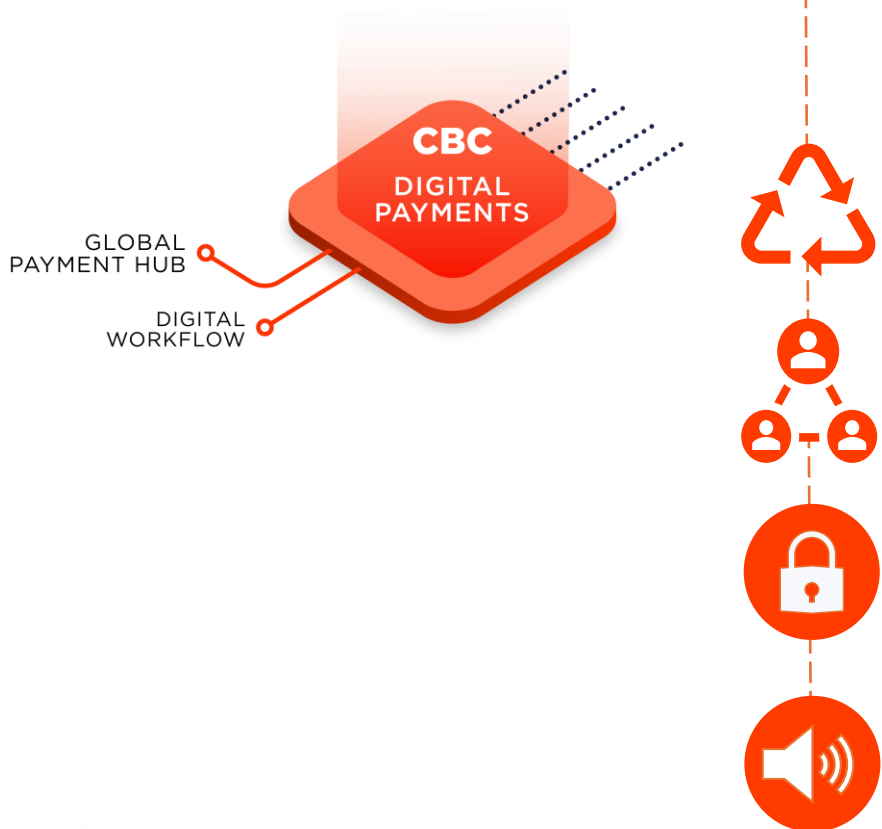 CBC
DIGITAL
PAYMENTS
GLOBAL
PAYMENT HUB
DIGITAL
WORKFLOW